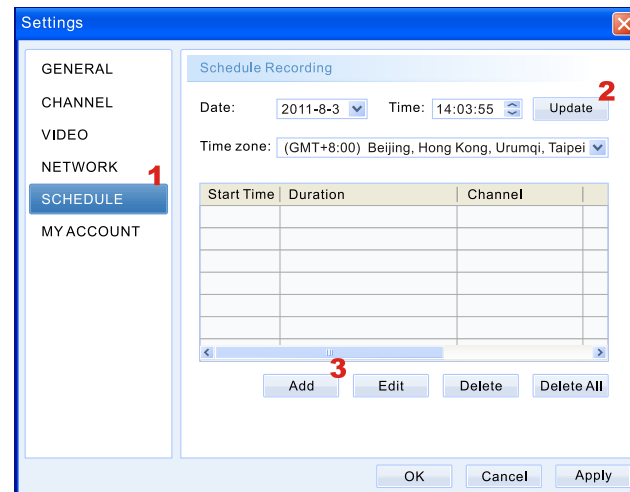 Settings
GENERAL
CHANNEL
VIDEO
NETWORK
1
SCHEDULE
MY ACCOUNT
Schedule Recording
2
Date: 2011-8-3 Time: 14:03:55 Update
Time zone: (GMT+8:00) Beijing, Hong Kong, Urumqi, Taipei
Start Time Duration Channel
3
Add Edit Delete Delete All
OK Cancel Apply